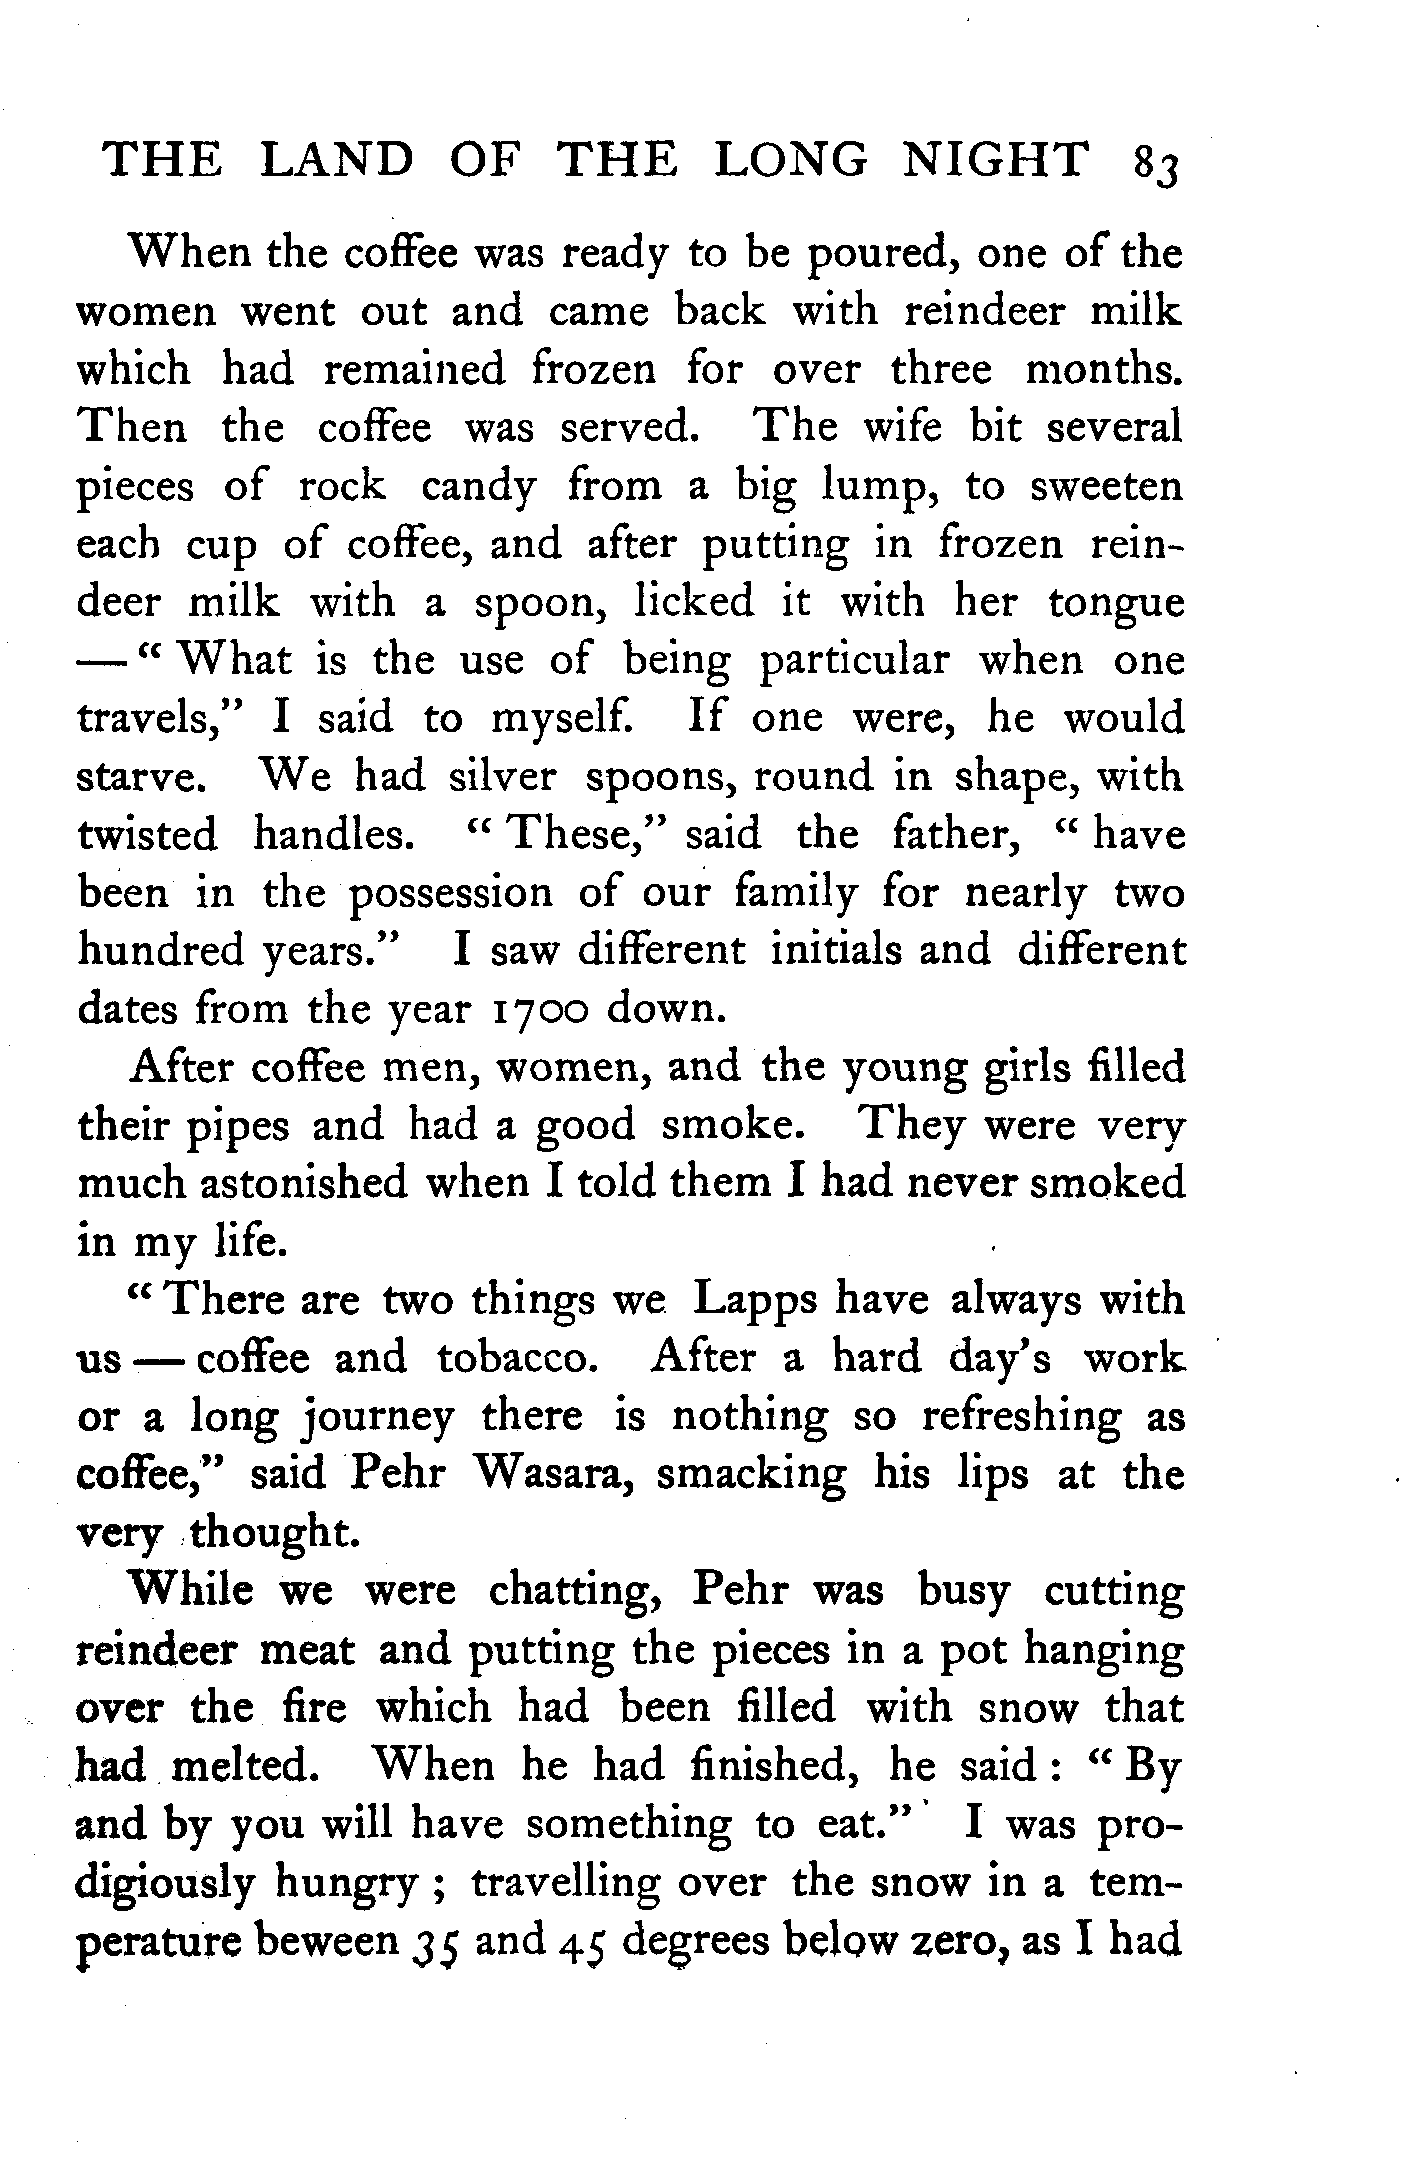 THE LAND OF THE LONG NIGHT 83
When the coffee was ready to be poured, one of the
women went out and came back with reindeer milk
which had remained frozen for over three months.
Then the coffee was served. The wife bit several
pieces of rock candy from a big lump, to sweeten
each cup of coffee, and after putting in frozen rein-
deer milk with a spoon, licked it with her tongue
— “ What is the use of being particular when one
travels,” I said to myself. If one were, he would
starve. We had silver spoons, round in shape, with
twisted handles. “ These,” said the father, “ have
been in the possession of our family for nearly two
hundred years.” I saw different initials and different
dates from the year 1700 down.
After coffee men, women, and the young girls filled
their pipes and had a good smoke. They were very
much astonished when I told them I had never smoked
in my life.
“ There are two things we Lapps have always with
us — coffee and tobacco. After a hard day’s work
or a long journey there is nothing so refreshing as
coffee,” said Pehr Wasara, smacking his lips at the
very thought.
While we were chatting, Pehr was busy cutting
reindeer meat and putting the pieces in a pot hanging
over the fire which had been filled with snow that
had melted. When he had finished, he said : “ By
and by you will have something to eat.” I was pro-
digiously hungry ; travelling over the snow in a tem-
perature beween 35 and 45 degrees below zero, as I had